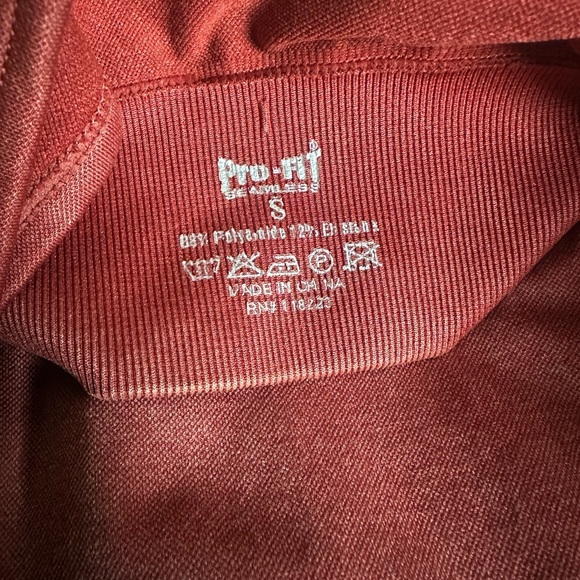 PRO-FIT®
SEAMLESS
S
88% Polyamide 12% Elastane
MADE IN CHINA
RN# 118223